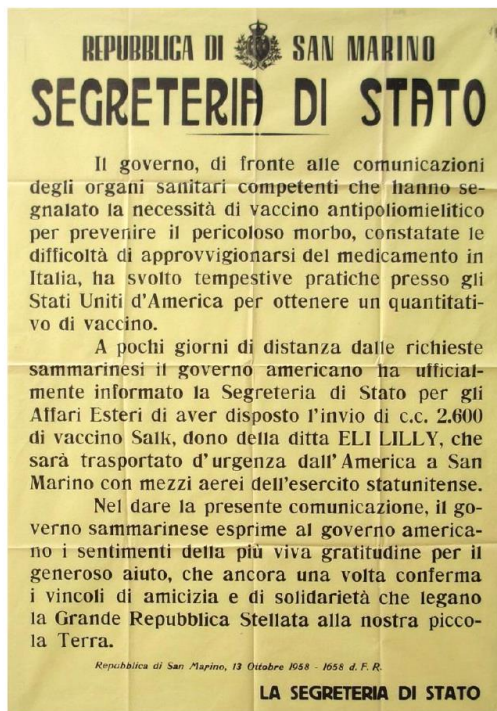 REPUBBLICA DI SAN MARINO
SEGRETERIA DI STATO
Il governo, di fronte alle comunicazioni
degli organi sanitari competenti che hanno se-
gnalato la necessità di vaccino antipoliomielitico
per prevenire il pericoloso morbo, constatate le
difficoltà di approvvigionarsi del medicamento in
Italia, ha svolto tempestive pratiche presso gli
Stati Uniti d'America per ottenere un quantitati-
vo di vaccino.
A pochi giorni di distanza dalle richieste
sammarinesi il governo americano ha ufficial-
mente informato la Segreteria di Stato per gli
Affari Esteri di aver disposto l'invio di c.c. 2.600
di vaccino Salk, dono della ditta ELI LILLY, che
sarà trasportato d'urgenza dall'America a San
Marino con mezzi aerei dell'esercito statunitense.
Nel dare la presente comunicazione, il go-
verno sammarinese esprime al governo america-
no i sentimenti della più viva gratitudine per il
generoso aiuto, che ancora una volta conferma
i vincoli di amicizia e di solidarietà che legano
la Grande Repubblica Stellata alla nostra picco-
la Terra.
Repubblica di San Marino, 13 Ottobre 1958 - 1658 d. F. R.
LA SEGRETERIA DI STATO